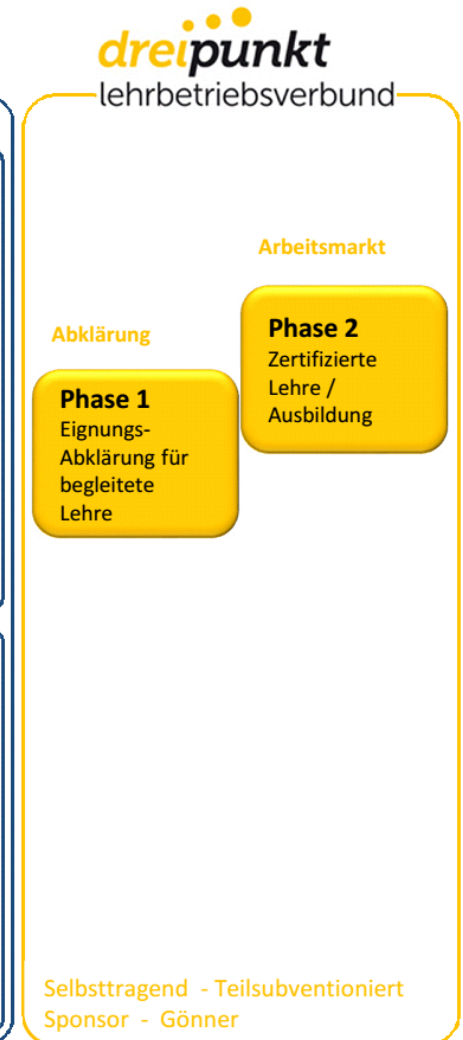 dreipunkt
lehrbetriebsverbund
Arbeitsmarkt
Phase 2
Zertifizierte
Lehre /
Ausbildung
Abklärung
Phase 1
Eignungs-
Abklärung für
begleitete
Lehre
Selbsttragend - Teilsubventioniert
Sponsor - Gönner